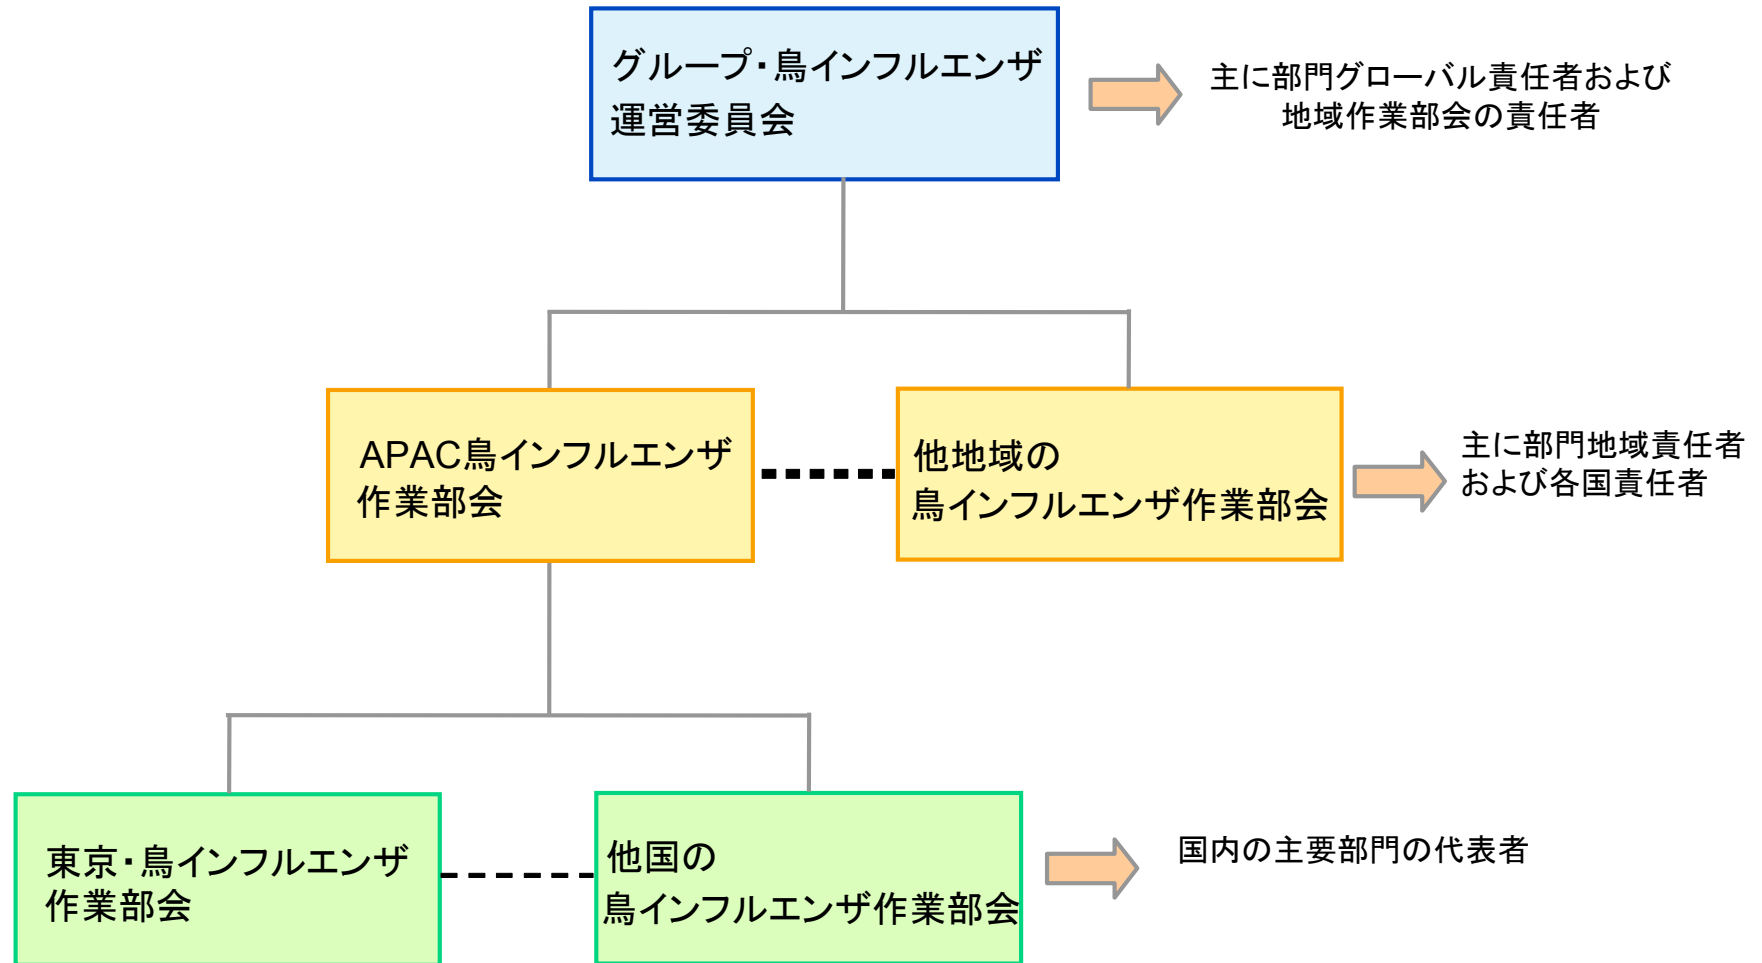 グループ・鳥インフルエンザ
運営委員会
主に部門グローバル責任者および
地域作業部会の責任者
APAC鳥インフルエンザ
作業部会
他地域の
鳥インフルエンザ作業部会
主に部門地域責任者
および各国責任者
東京・鳥インフルエンザ
作業部会
他国の
鳥インフルエンザ作業部会
国内の主要部門の代表者